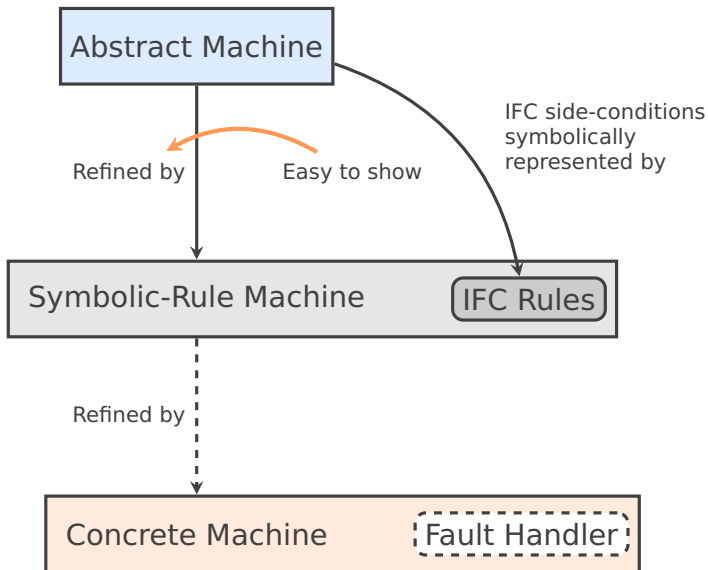 Abstract Machine
IFC side-conditions
symbolically
represented by
Refined by
Easy to show
Symbolic-Rule Machine
IFC Rules
Refined by
Concrete Machine
Fault Handler